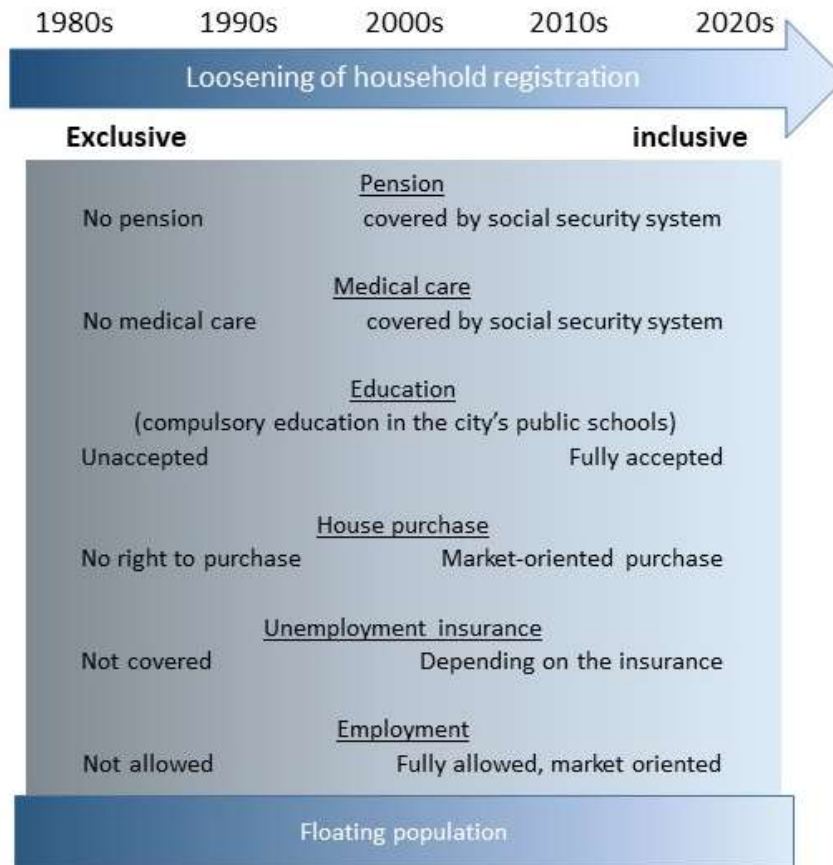 1980s 1990s 2000s 2010s 2020s
Loosening of household registration
Exclusive inclusive
Pension
No pension covered by social security system
Medical care
No medical care covered by social security system
Education
(compulsory education in the city's public schools)
Unaccepted Fully accepted
House purchase
No right to purchase Market-oriented purchase
Unemployment insurance
Not covered Depending on the insurance
Employment
Not allowed Fully allowed, market oriented
Floating population